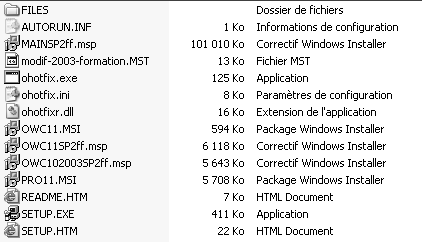 FILES Dossier de fichiers
AUTORUN.INF 1 Ko Informations de configuration
MAINSP2ff.msp 101 010 Ko Correctif Windows Installer
modif-2003-formation.MST 13 Ko Fichier MST
ohotfix.exe 125 Ko Application
ohotfix.ini 8 Ko Paramètres de configuration
ohotfixr.dll 16 Ko Extension de l'application
OWC11.MSI 594 Ko Package Windows Installer
OWC11SP2ff.msp 6 118 Ko Correctif Windows Installer
OWC102003SP2ff.msp 5 643 Ko Correctif Windows Installer
PRO11.MSI 5 708 Ko Package Windows Installer
README.HTM 7 Ko HTML Document
SETUP.EXE 411 Ko Application
SETUP.HTM 22 Ko HTML Document